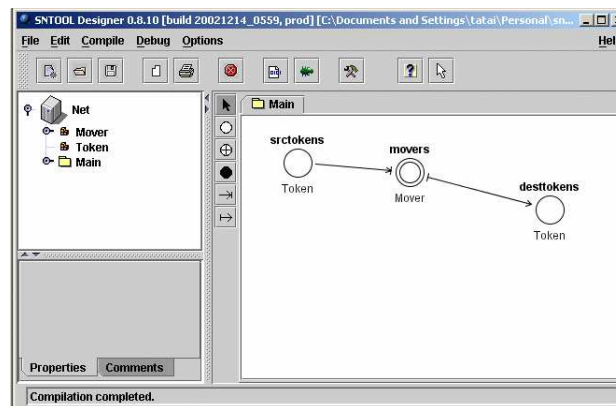 SNTOOL Designer 0.8.10 [build 20021214_0559, prod] [C:\Documents and Settings\tatai\Personal\sn...
File Edit Compile Debug Options Hel
Net
Mover
Token
Main
Main
srctokens
Token
movers
Mover
desttokens
Token
Properties Comments
Compilation completed.